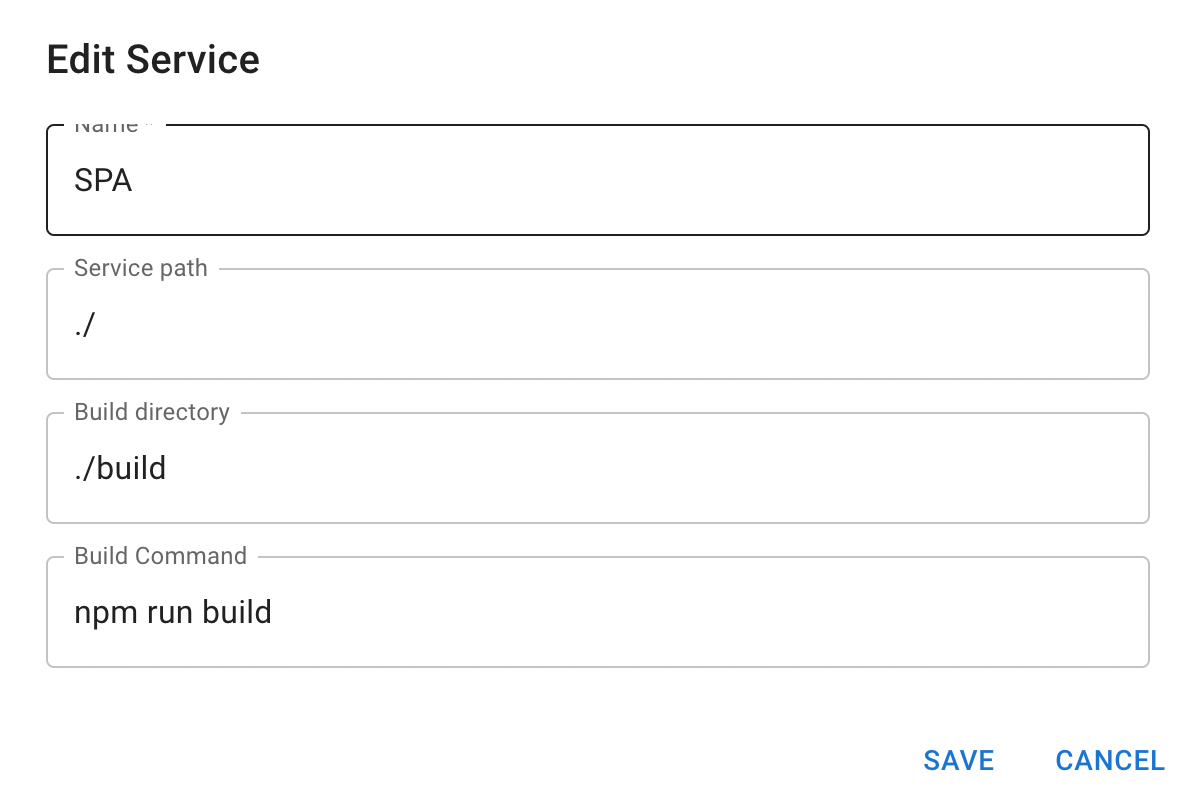 Edit Service
Name *
SPA
Service path
./
Build directory
./build
Build Command
npm run build
SAVE CANCEL